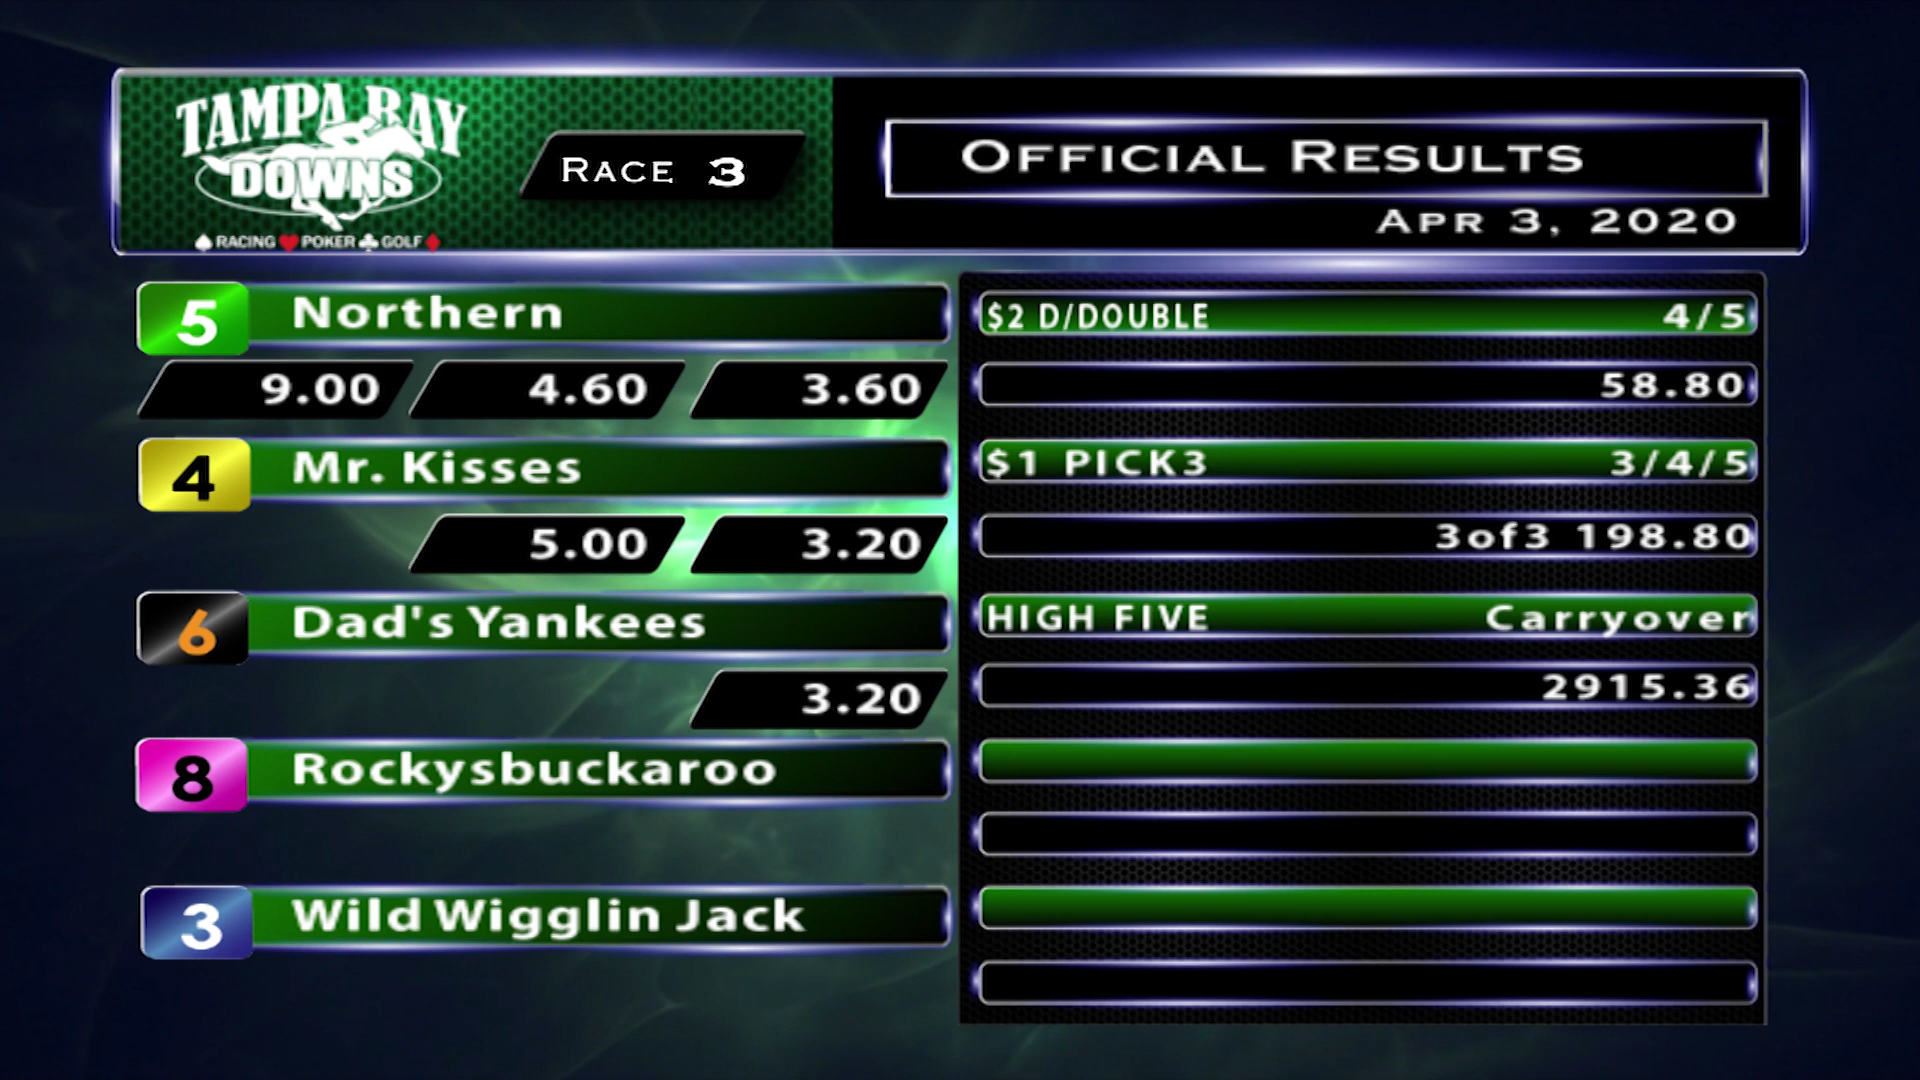 TAMPA BAY
DOWNS
RACING POKER GOLF
RACE 3
OFFICIAL RESULTS
APR 3, 2020
5 Northern
9.00 4.60 3.60
4 Mr. Kisses
5.00 3.20
6 Dad's Yankees
3.20
8 Rockysbuckaroo
3 Wild Wigglin Jack
$2 D/DOUBLE 4/5
58.80
$1 PICK3 3/4/5
3of3 198.80
HIGH FIVE Carryover
2915.36